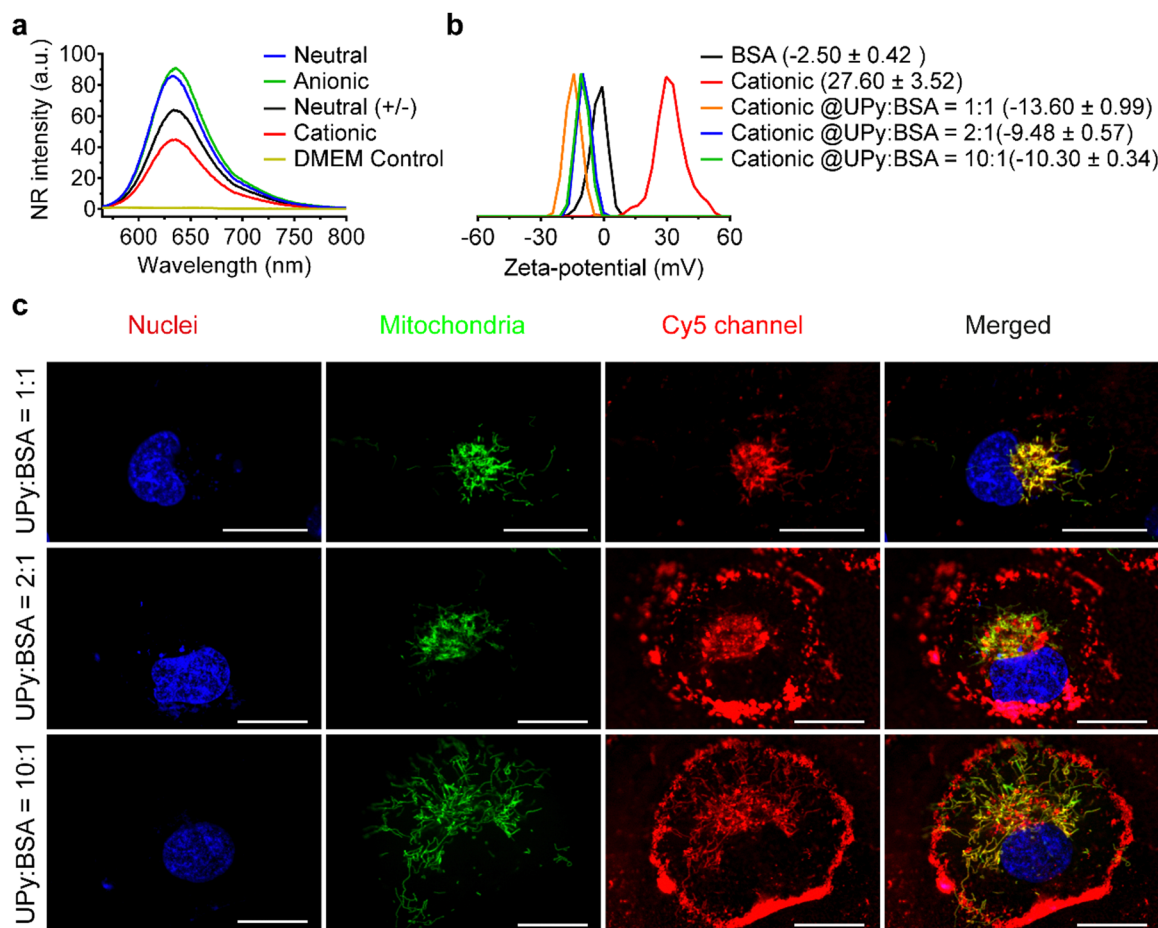 a
NR intensity (a.u.)
100
80
60
40
20
0
600 650 700 750 800
Wavelength (nm)
Neutral
Anionic
Neutral (+/-)
Cationic
DMEM Control
b
-60 -30 0 30 60
Zeta-potential (mV)
BSA (-2.50 ± 0.42)
Cationic (27.60 ± 3.52)
Cationic @UPy:BSA = 1:1 (-13.60 ± 0.99)
Cationic @UPy:BSA = 2:1 (-9.48 ± 0.57)
Cationic @UPy:BSA = 10:1(-10.30 ± 0.34)
c
Nuclei Mitochondria Cy5 channel Merged
UPy:BSA = 1:1
UPy:BSA = 2:1
UPy:BSA = 10:1